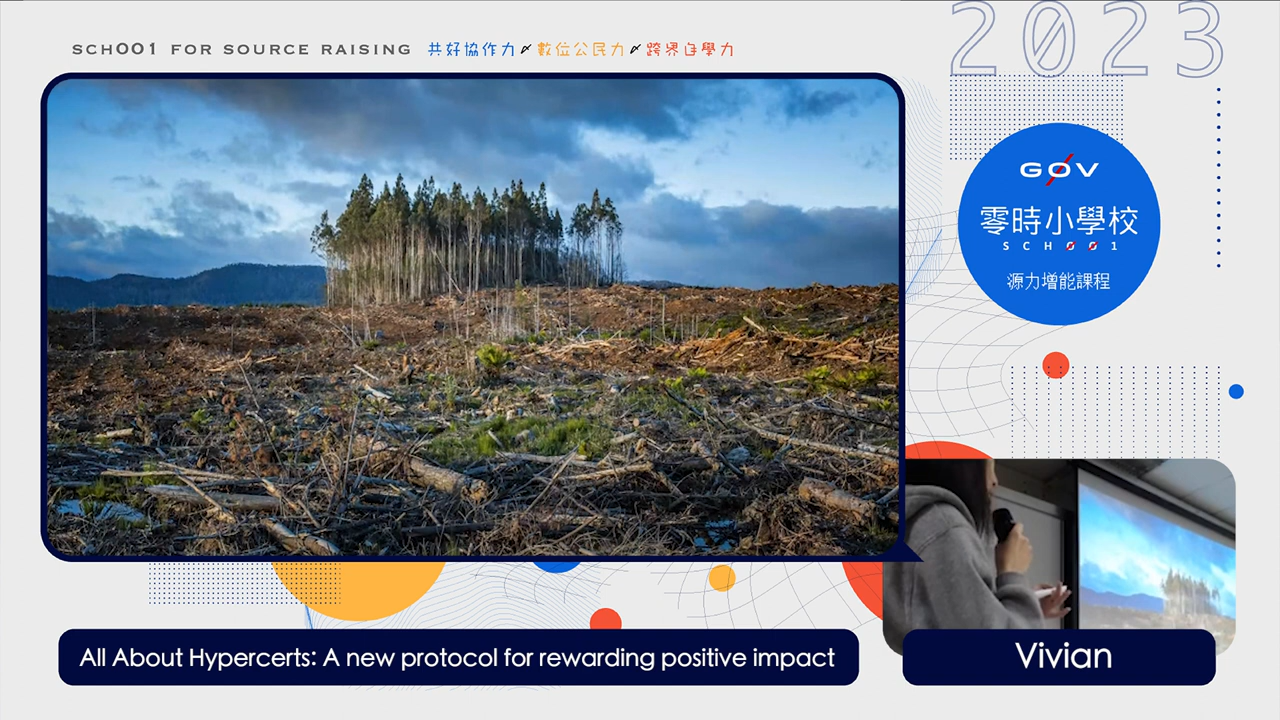 SCH001 FOR SOURCE RAISING 共好協作力 數位公民力 跨界自學力
2023
G0V
零時小學校
SCH001
源力增能課程
All About Hypercerts: A new protocol for rewarding positive impact
Vivian